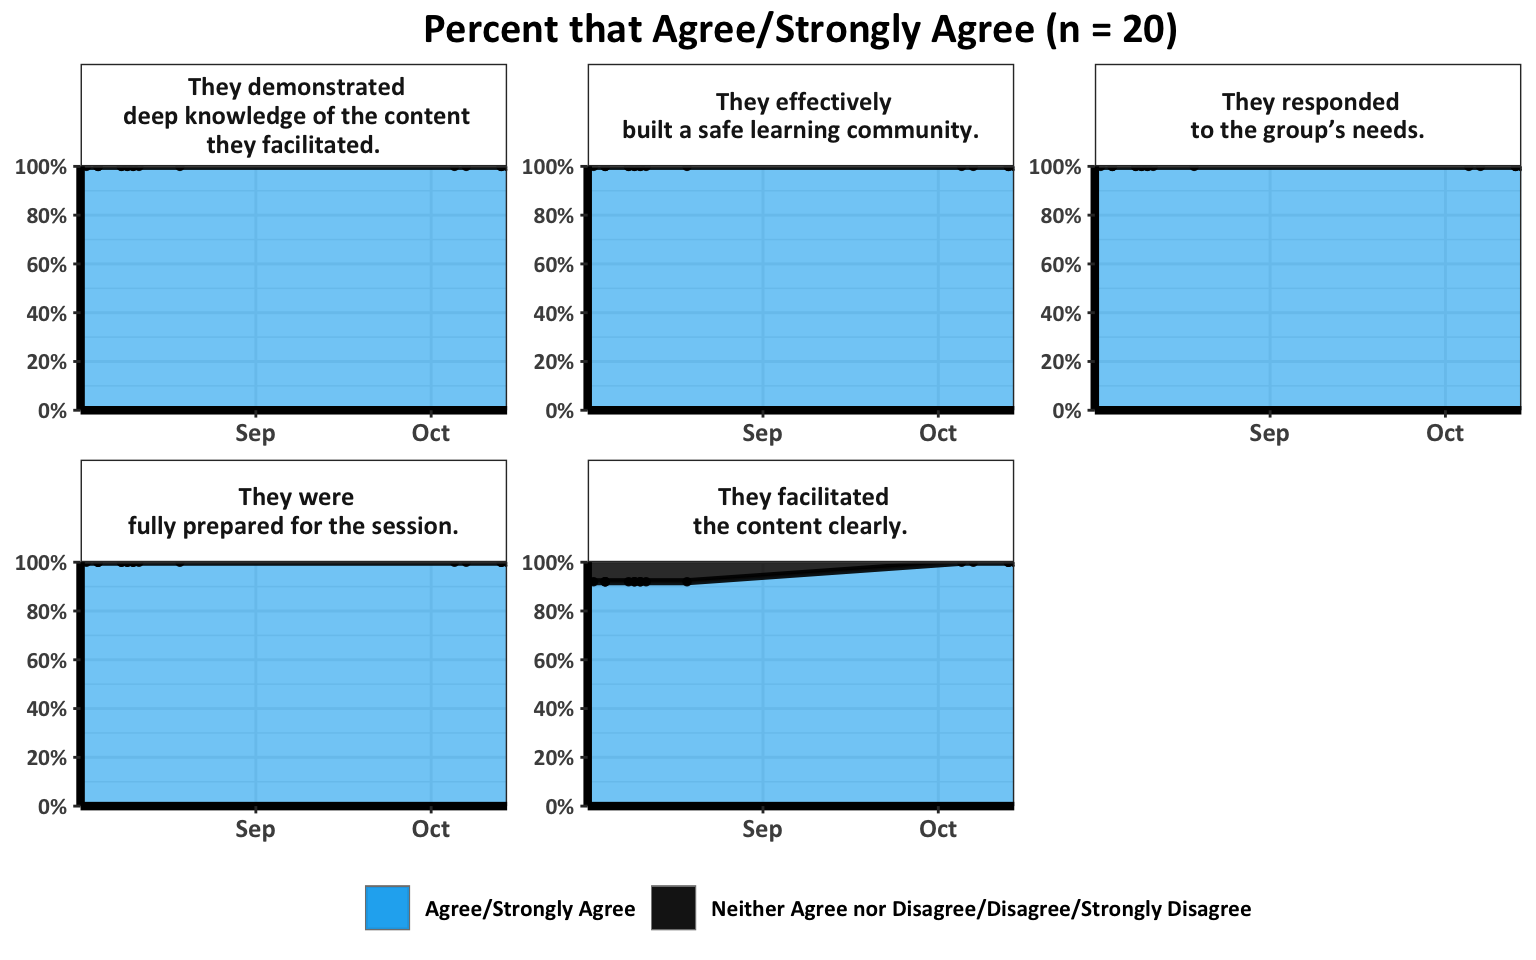 Percent that Agree/Strongly Agree (n = 20)
They demonstrated
deep knowledge of the content
they facilitated.
100%
80%
60%
40%
20%
0%
Sep Oct
They effectively
built a safe learning community.
100%
80%
60%
40%
20%
0%
Sep Oct
They responded
to the group’s needs.
100%
80%
60%
40%
20%
0%
Sep Oct
They were
fully prepared for the session.
100%
80%
60%
40%
20%
0%
Sep Oct
They facilitated
the content clearly.
100%
80%
60%
40%
20%
0%
Sep Oct
Agree/Strongly Agree Neither Agree nor Disagree/Disagree/Strongly Disagree